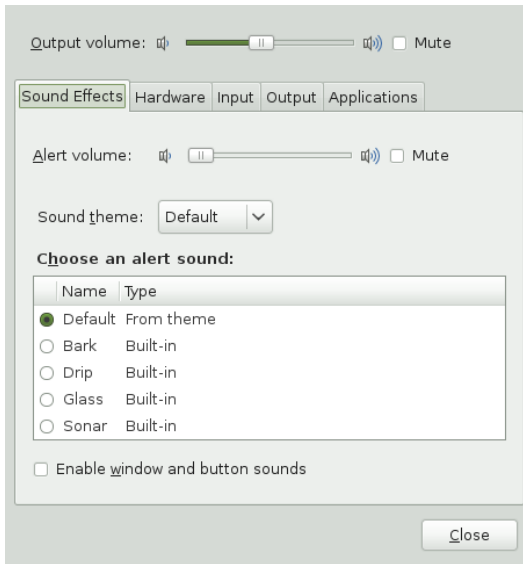 Output volume: Mute
Sound Effects Hardware Input Output Applications
Alert volume: Mute
Sound theme: Default
Choose an alert sound:
Name Type
Default From theme
Bark Built-in
Drip Built-in
Glass Built-in
Sonar Built-in
Enable window and button sounds
Close